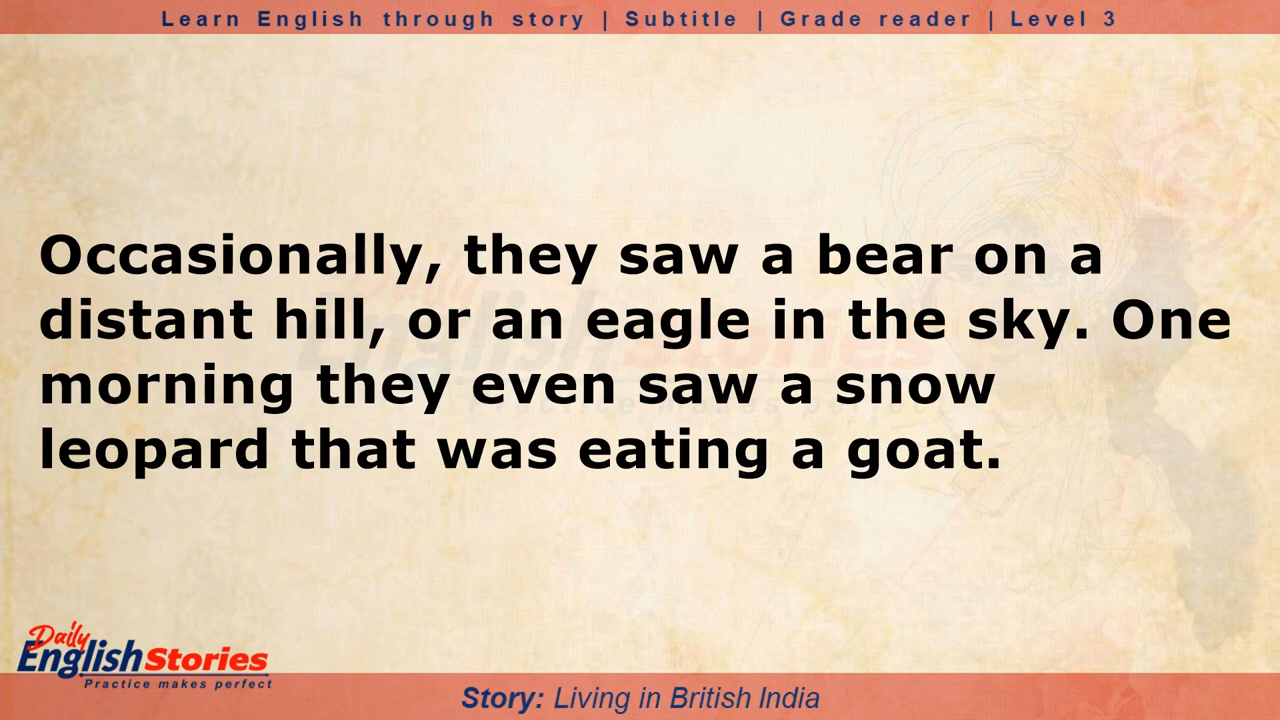 Learn English through story | Subtitle | Grade reader | Level 3
Occasionally, they saw a bear on a
distant hill, or an eagle in the sky. One
morning they even saw a snow
leopard that was eating a goat.
Daily
English Stories
Practice makes perfect
Story: Living in British India